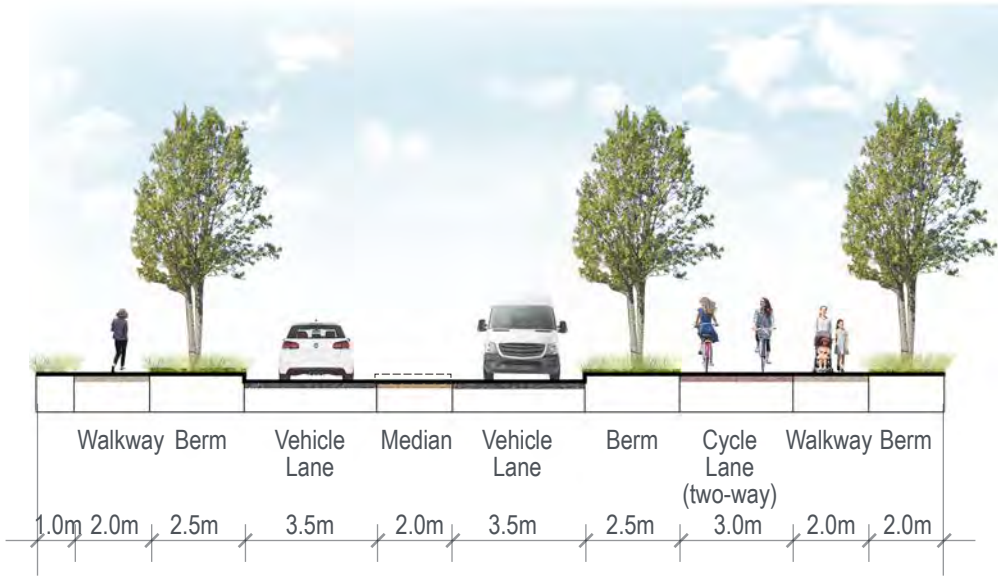 Walkway Berm Vehicle Median Vehicle Berm Cycle Walkway Berm
Lane Lane Lane
(two-way)
1.0m 2.0m 2.5m 3.5m 2.0m 3.5m 2.5m 3.0m 2.0m 2.0m